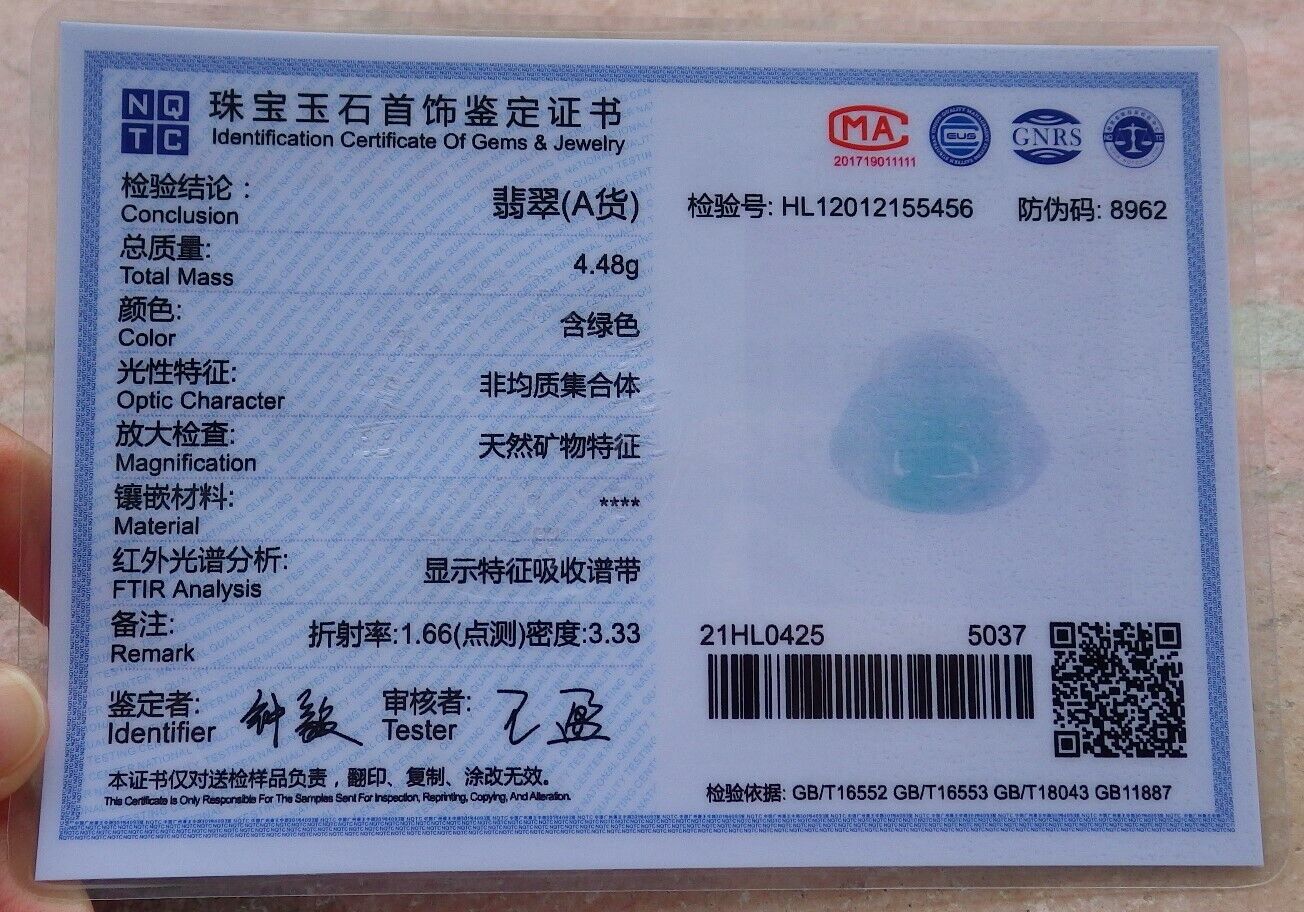 NQ
TC
珠宝玉石首饰鉴定证书
Identification Certificate Of Gems & Jewelry
检验结论：
Conclusion
翡翠(A货)
总质量:
Total Mass
4.48g
颜色:
Color
含绿色
光性特征:
Optic Character
非均质集合体
放大检查:
Magnification
天然矿物特征
镶嵌材料:
Material
****
红外光谱分析:
FTIR Analysis
显示特征吸收谱带
备注:
Remark
折射率:1.66(点测)密度:3.33
鉴定者:
Identifier
审核者:
Tester
本证书仅对送检样品负责，翻印、复制、涂改无效。
This Certificate Is Only Responsible For The Samples Sent For Inspection, Reprinting, Copying, And Alteration.
MA
201719011111
GNRS
检验号: HL12012155456
防伪码: 8962
21HL0425
5037
检验依据: GB/T16552 GB/T16553 GB/T18043 GB11887